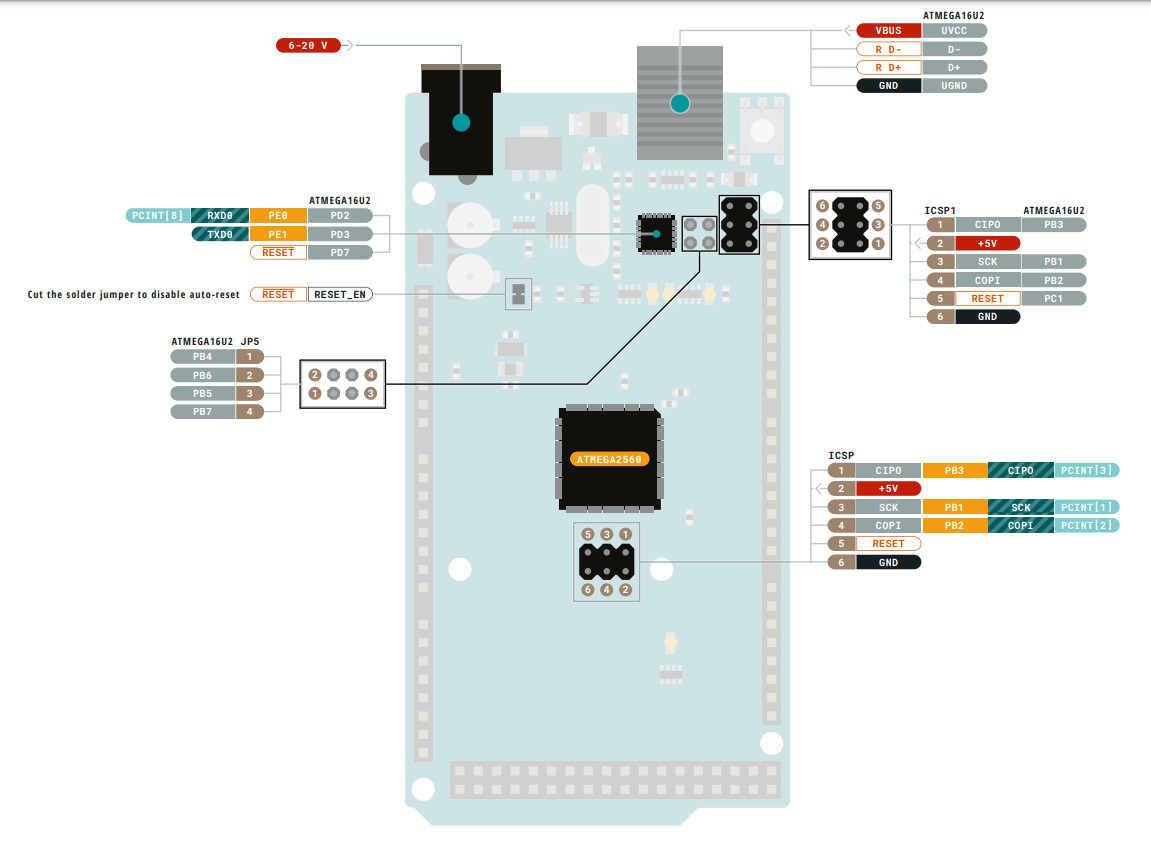 ATMEGA16U2
VBUS UVCC
R D- D-
R D+ D+
GND UGND
6-20 V
ATMEGA16U2
PCINT[8] RXD0 PE0 PD2
TXD0 PE1 PD3
RESET PD7
Cut the solder jumper to disable auto-reset RESET RESET_EN
ATMEGA16U2 JP5
PB4 1
PB6 2
PB5 3
PB7 4
2 4
1 3
6 5
4 3
2 1
ICSP1 ATMEGA16U2
1 CIPO PB3
2 +5V
3 SCK PB1
4 COPI PB2
5 RESET PC1
6 GND
ATMEGA2560
5 3 1
6 4 2
ICSP
1 CIPO PB3 CIPO PCINT[3]
2 +5V
3 SCK PB1 SCK PCINT[1]
4 COPI PB2 COPI PCINT[2]
5 RESET
6 GND